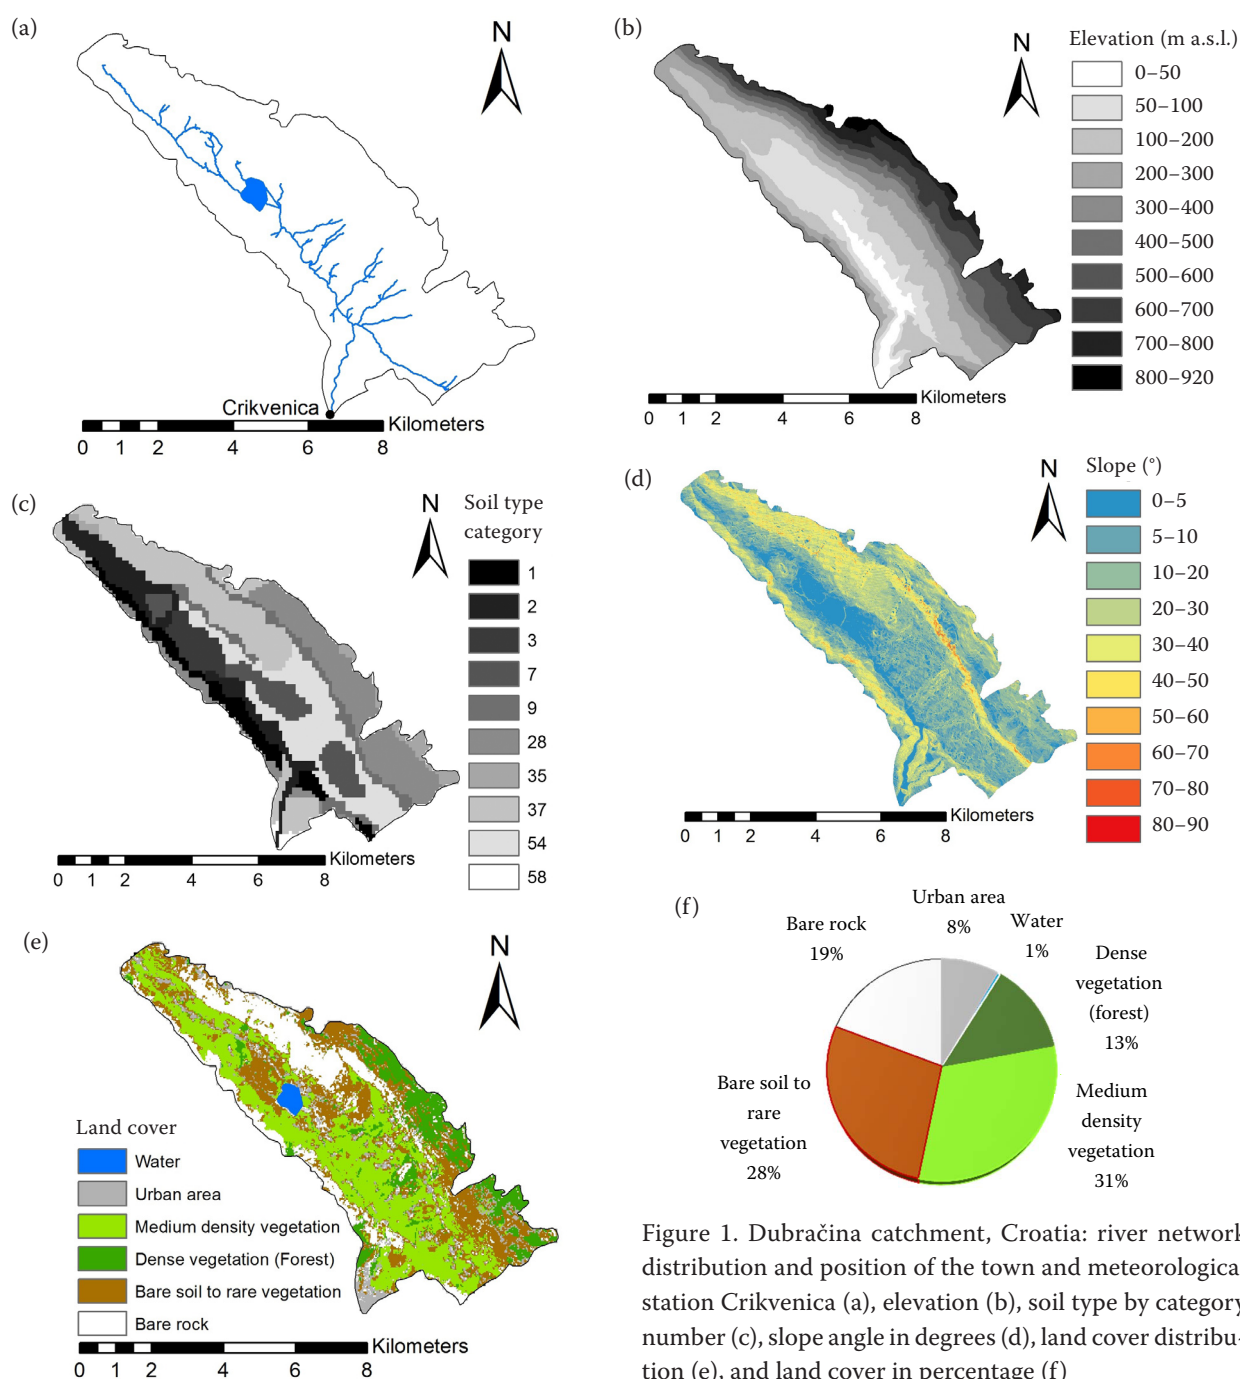 (a)
N
Crikvenica
Kilometers
0 1 2 4 6 8
(b)
N
Elevation (m a.s.l.)
0–50
50–100
100–200
200–300
300–400
400–500
500–600
600–700
700–800
800–920
Kilometers
0 1 2 4 6 8
(c)
N
Soil type
category
1
2
3
7
9
28
35
37
54
58
Kilometers
0 1 2 4 6 8
(d)
N
Slope (°)
0–5
5–10
10–20
20–30
30–40
40–50
50–60
60–70
70–80
80–90
Kilometers
0 1 2 4 6 8
(e)
N
Land cover
Water
Urban area
Medium density vegetation
Dense vegetation (Forest)
Bare soil to rare vegetation
Bare rock
Kilometers
0 1 2 4 6 8
(f)
Urban area
8%
Water
1%
Dense
vegetation
(forest)
13%
Medium
density
vegetation
31%
Bare soil to
rare
vegetation
28%
Bare rock
19%
Figure 1. Dubračina catchment, Croatia: river network
distribution and position of the town and meteorologica
station Crikvenica (a), elevation (b), soil type by category
number (c), slope angle in degrees (d), land cover distribu-
tion (e), and land cover in percentage (f)